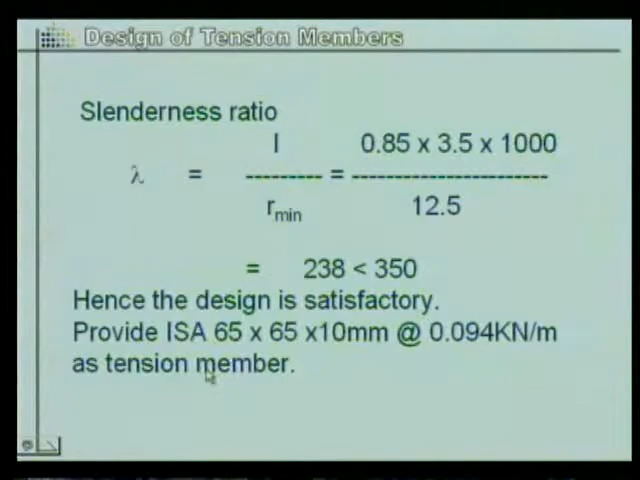 Design of Tension Members
Slenderness ratio
l 0.85 x 3.5 x 1000
λ = --------- = -----------------------
rmin 12.5
= 238 < 350
Hence the design is satisfactory.
Provide ISA 65 x 65 x10mm @ 0.094KN/m
as tension member.